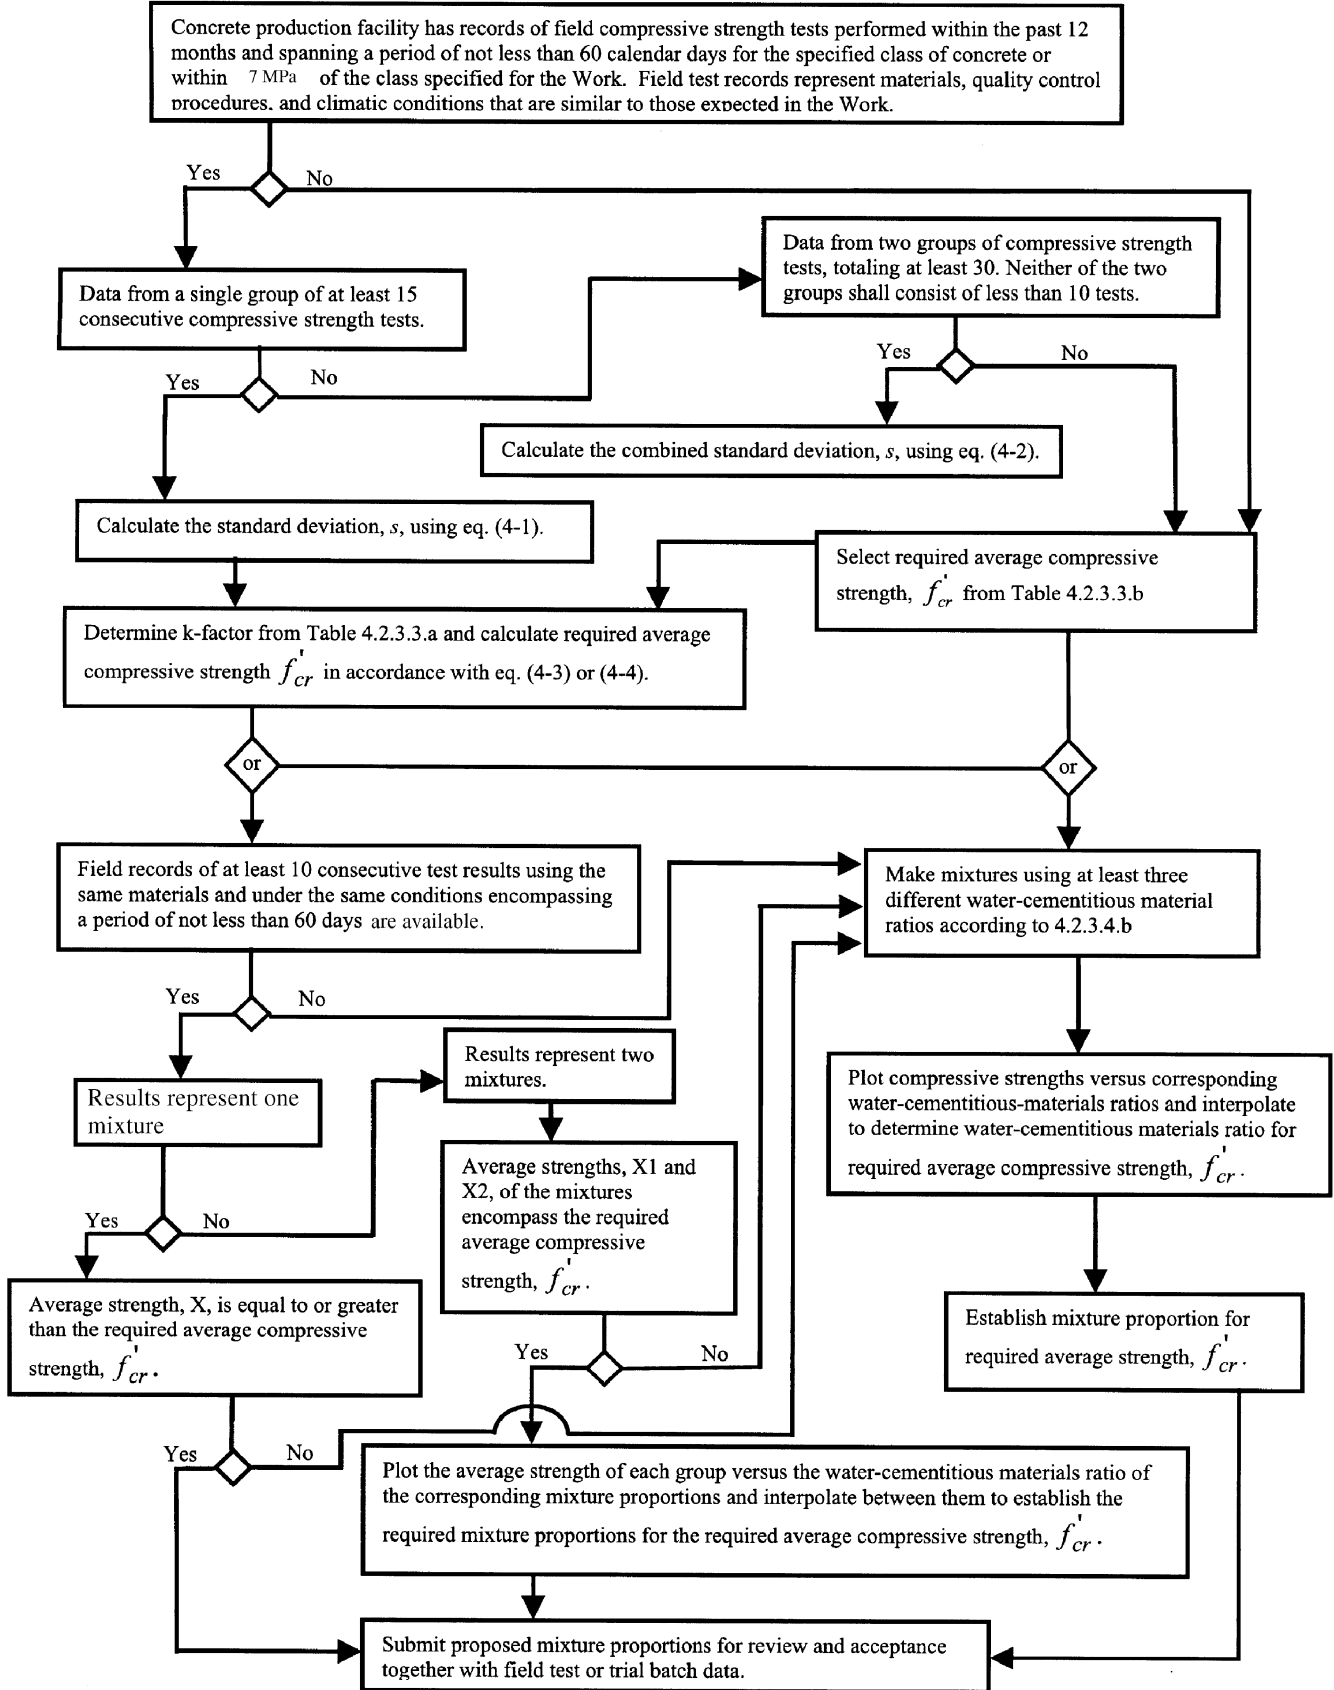 Concrete production facility has records of field compressive strength tests performed within the past 12
months and spanning a period of not less than 60 calendar days for the specified class of concrete or
within 7 MPa of the class specified for the Work. Field test records represent materials, quality control
procedures, and climatic conditions that are similar to those expected in the Work.
Yes
No
Data from two groups of compressive strength
tests, totaling at least 30. Neither of the two
groups shall consist of less than 10 tests.
Data from a single group of at least 15
consecutive compressive strength tests.
Yes
No
Yes
No
Calculate the combined standard deviation, s, using eq. (4-2).
Calculate the standard deviation, s, using eq. (4-1).
Select required average compressive
strength, f'cr from Table 4.2.3.3.b
Determine k-factor from Table 4.2.3.3.a and calculate required average
compressive strength f'cr in accordance with eq. (4-3) or (4-4).
or
or
Field records of at least 10 consecutive test results using the
same materials and under the same conditions encompassing
a period of not less than 60 days are available.
Make mixtures using at least three
different water-cementitious material
ratios according to 4.2.3.4.b
Yes
No
Results represent two
mixtures.
Results represent one
mixture
Plot compressive strengths versus corresponding
water-cementitious-materials ratios and interpolate
to determine water-cementitious materials ratio for
required average compressive strength, f'cr.
Average strengths, X1 and
X2, of the mixtures
encompass the required
average compressive
strength, f'cr.
Yes
No
Average strength, X, is equal to or greater
than the required average compressive
strength, f'cr.
Establish mixture proportion for
required average strength, f'cr.
Yes
No
Yes
No
Plot the average strength of each group versus the water-cementitious materials ratio of
the corresponding mixture proportions and interpolate between them to establish the
required mixture proportions for the required average compressive strength, f'cr.
Submit proposed mixture proportions for review and acceptance
together with field test or trial batch data.